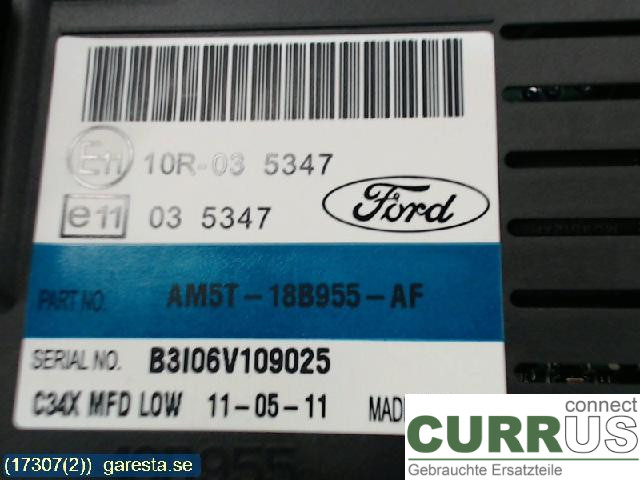 E11 10R-03 5347
e11 03 5347
Ford
PART NO. AM5T-18B955-AF
SERIAL NO. B3I06V109025
C34X MFD LOW 11-05-11 MAD
connect
CURRUS
Gebrauchte Ersatzteile
(17307(2)) garesta.se